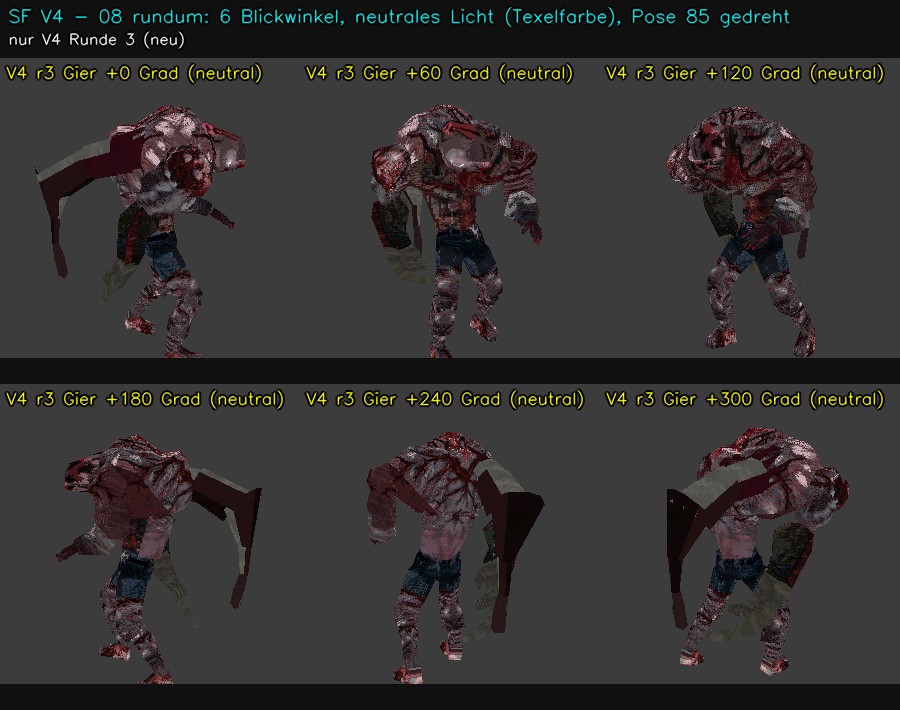 SF V4 - 08 rundum: 6 Blickwinkel, neutrales Licht (Texelfarbe), Pose 85 gedreht
nur V4 Runde 3 (neu)
V4 r3 Gier +0 Grad (neutral)
V4 r3 Gier +60 Grad (neutral)
V4 r3 Gier +120 Grad (neutral)
V4 r3 Gier +180 Grad (neutral)
V4 r3 Gier +240 Grad (neutral)
V4 r3 Gier +300 Grad (neutral)